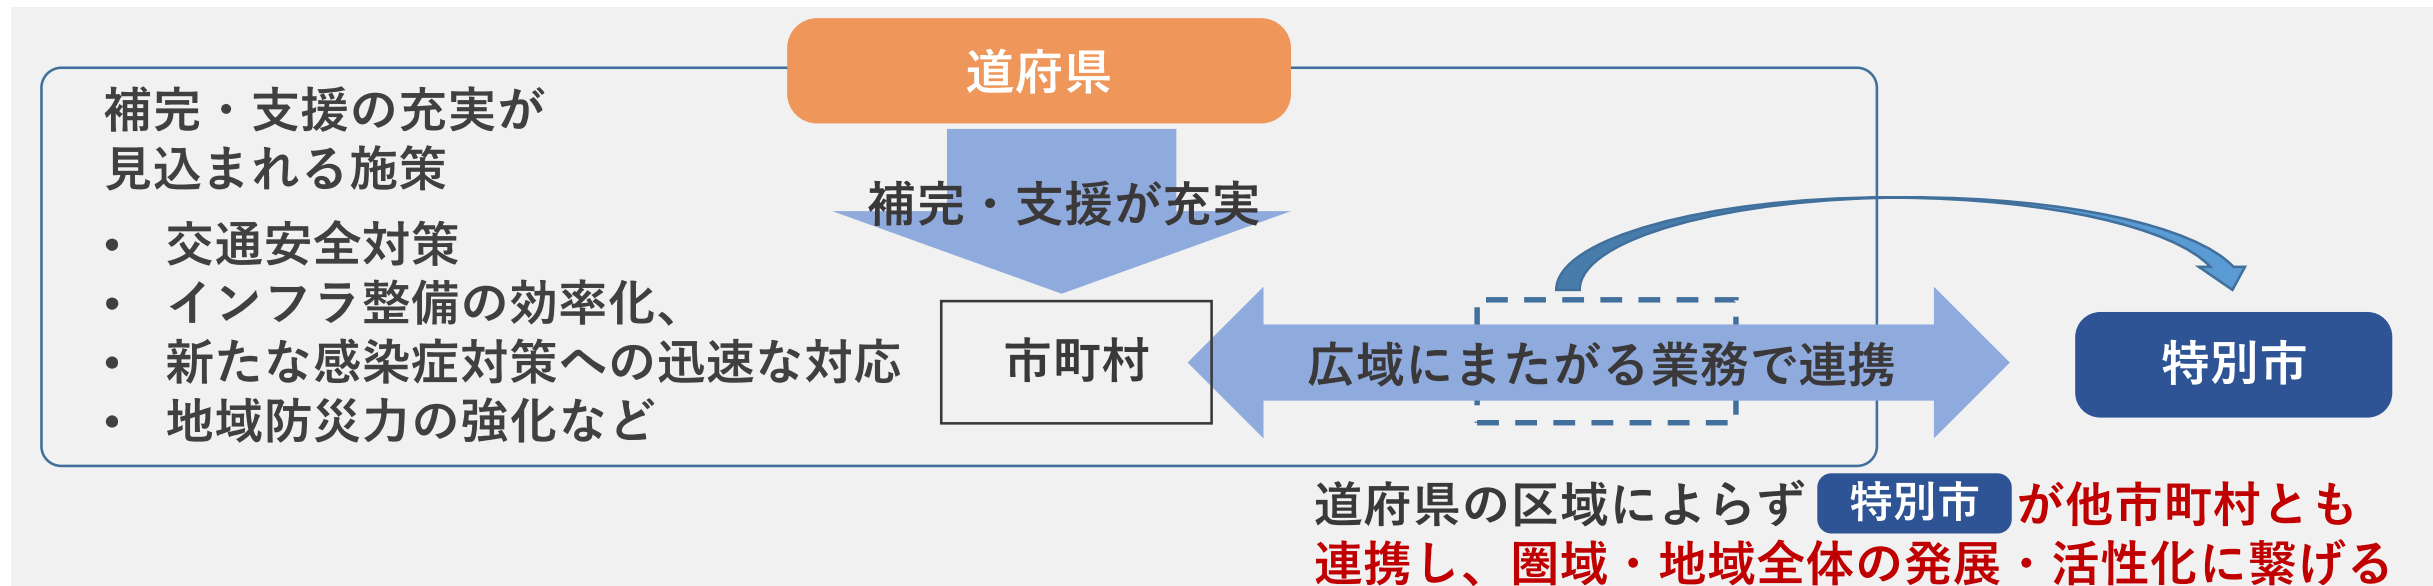 道府県
補完・支援の充実が
見込まれる施策
• 交通安全対策
• インフラ整備の効率化、
• 新たな感染症対策への迅速な対応
• 地域防災力の強化など
補完・支援が充実
市町村
広域にまたがる業務で連携
特別市
道府県の区域によらず 特別市 が他市町村とも
連携し、圏域・地域全体の発展・活性化に繋げる